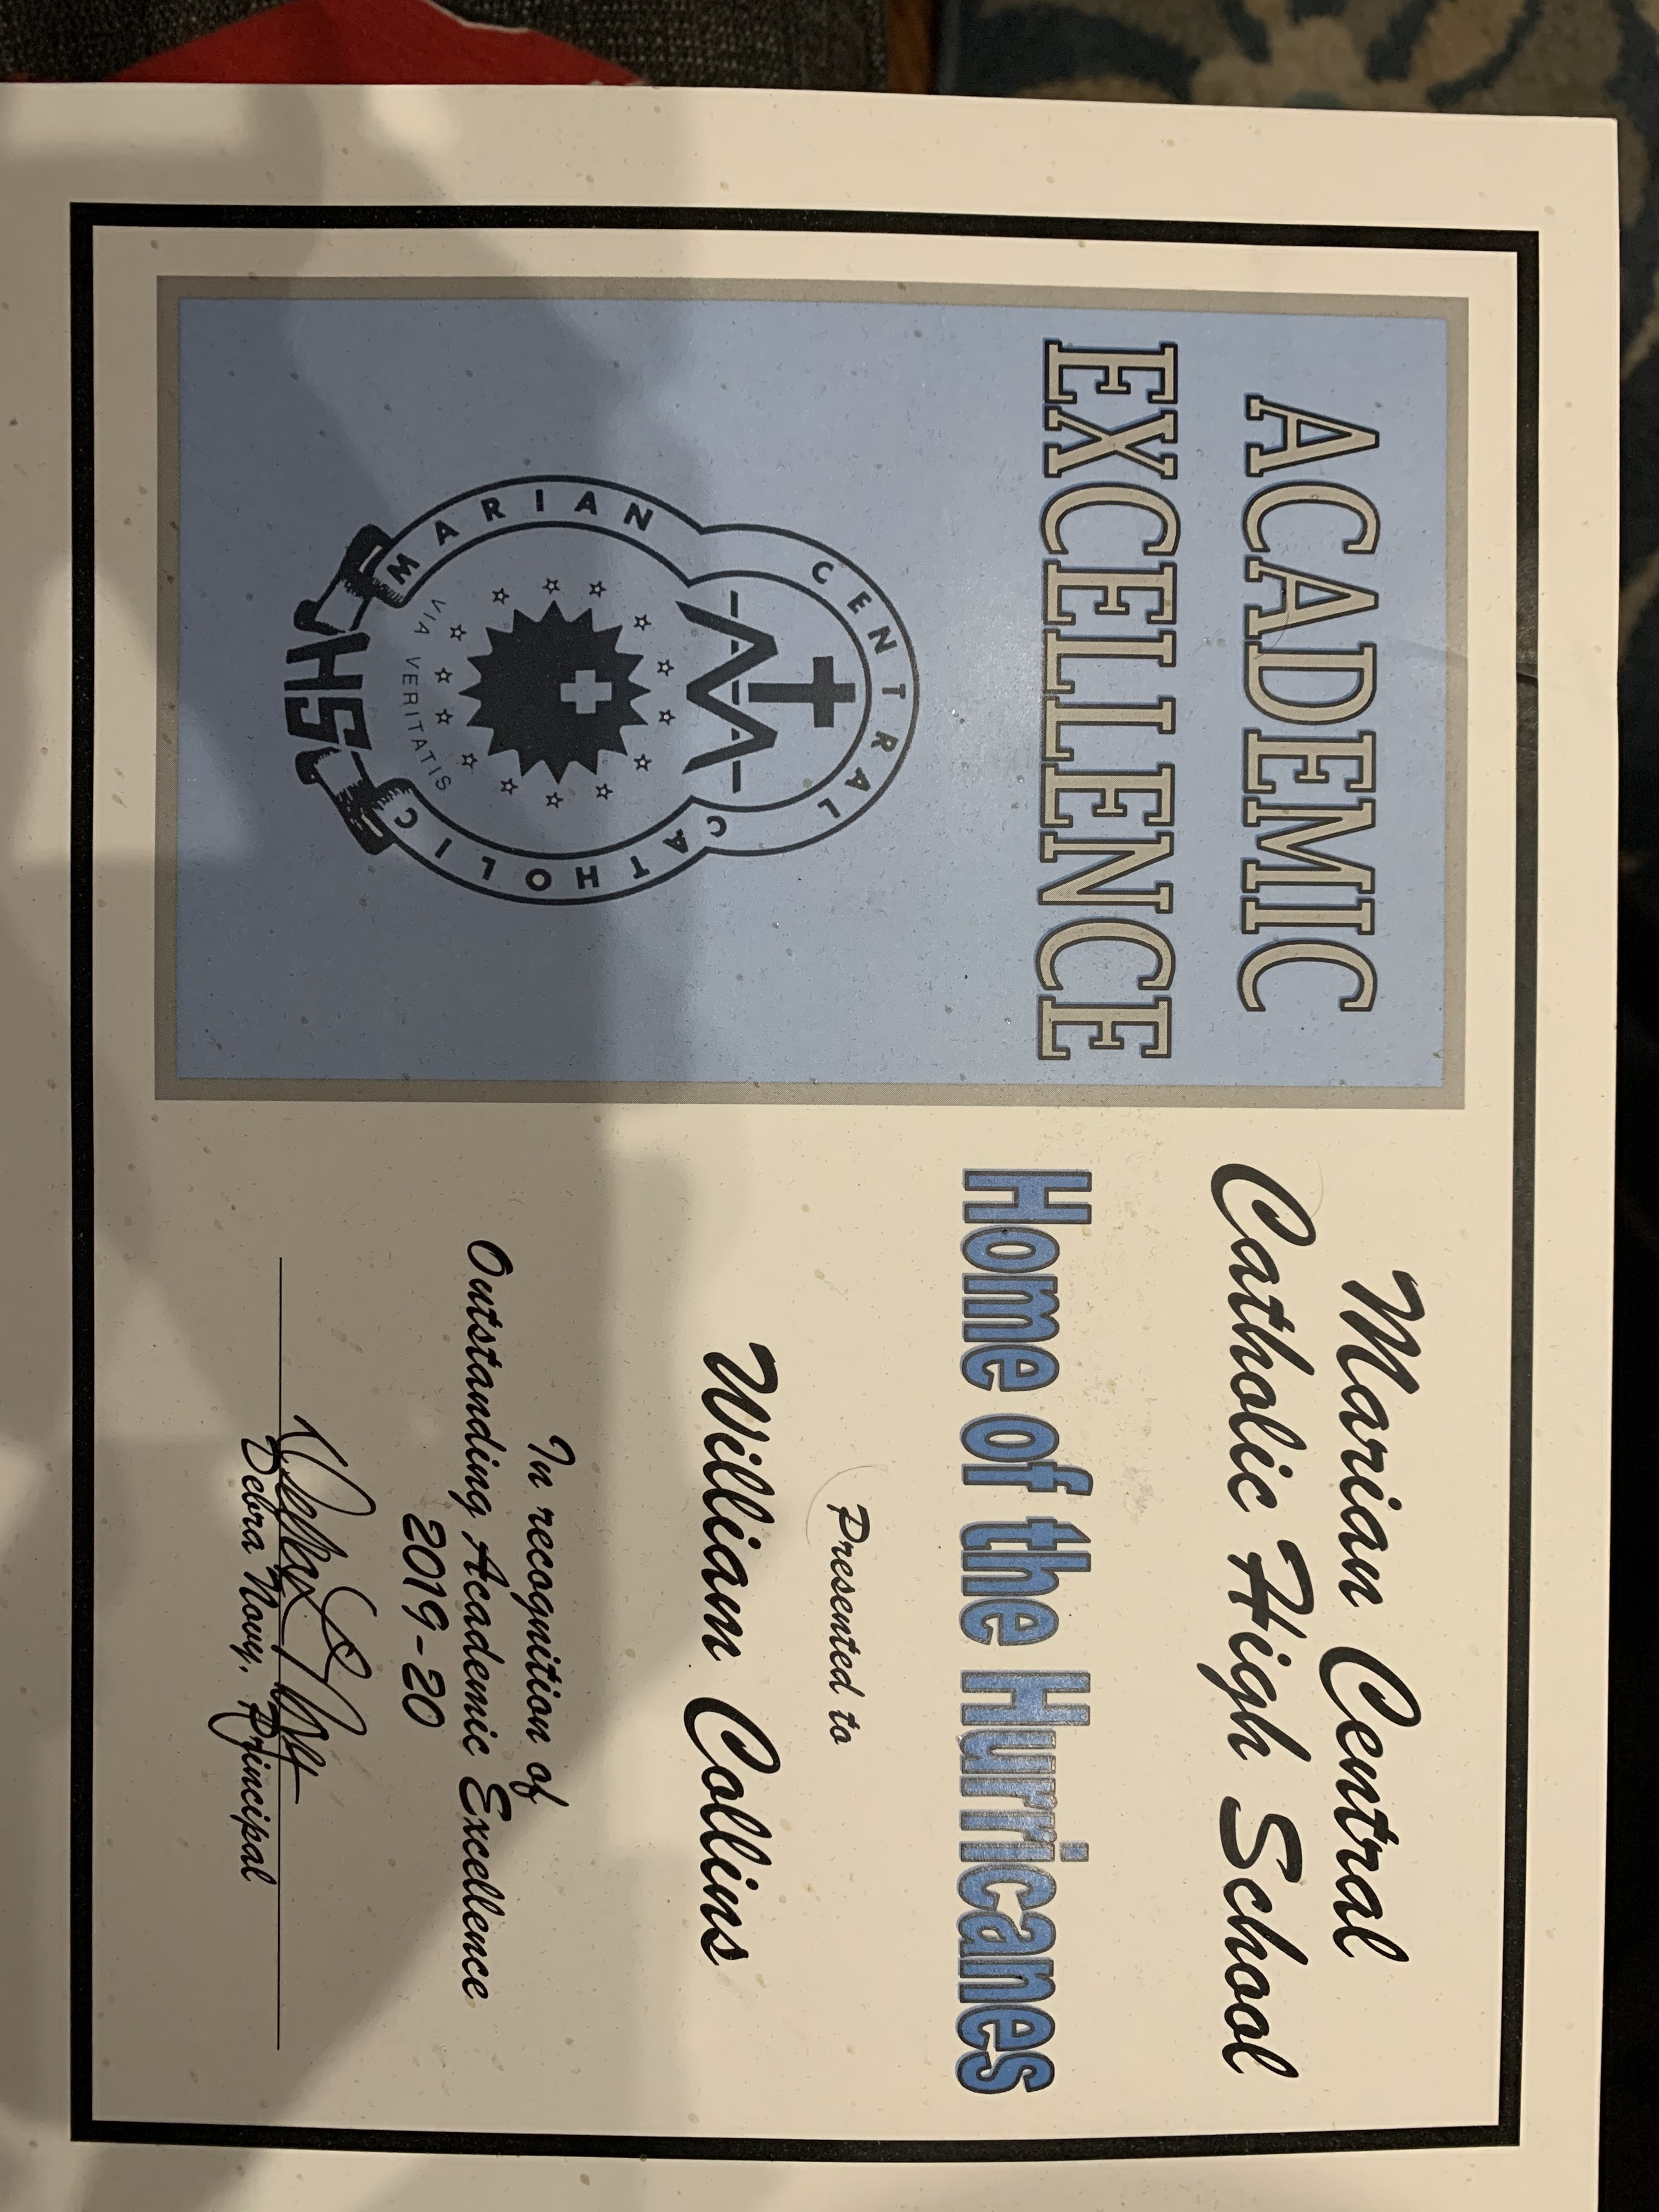 ACADEMIC
EXCELLENCE
MARIAN CENTRAL CATHOLIC
VIA VERITATIS
HS
Marian Central
Catholic High School
Home of the Hurricanes
Presented to
William Collins
In recognition of
Outstanding Academic Excellence
2019-20
Debra Novy, Principal